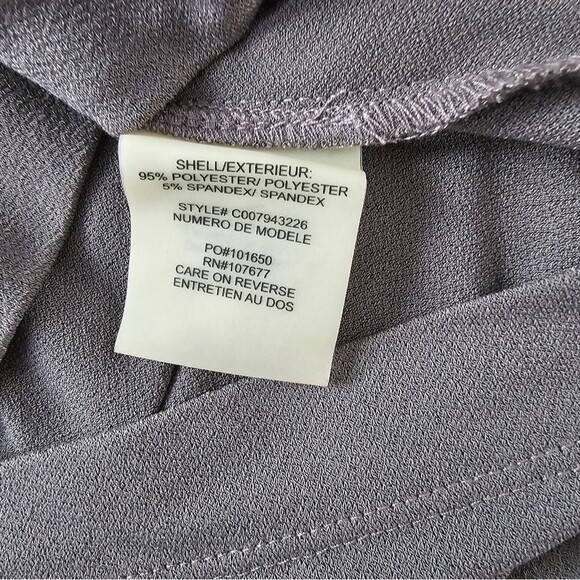 SHELL/EXTERIEUR:
95% POLYESTER/ POLYESTER
5% SPANDEX/ SPANDEX
STYLE# C007943226
NUMERO DE MODELE
PO#101650
RN#107677
CARE ON REVERSE
ENTRETIEN AU DOS